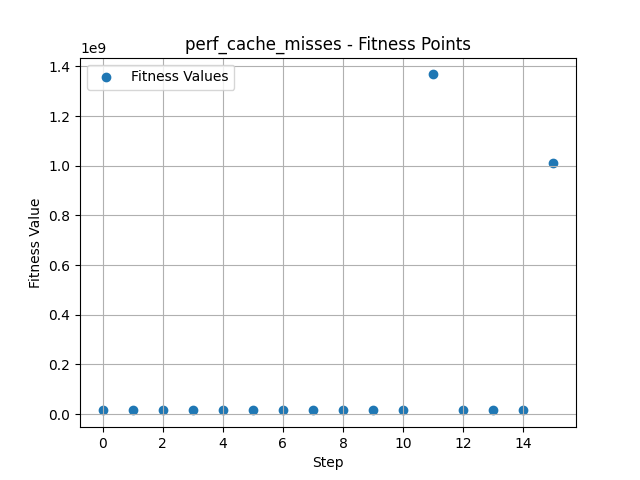 perf_cache_misses - Fitness Points
1e9
Fitness Values
1.4
1.2
1.0
0.8
0.6
0.4
0.2
0.0
Fitness Value
0 2 4 6 8 10 12 14
Step